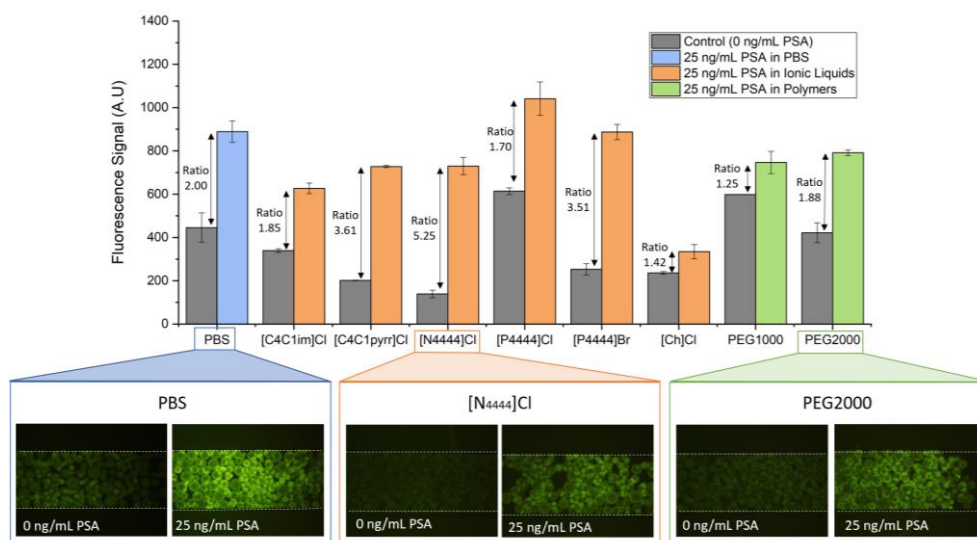 1400
1200
1000
800
600
400
200
0
Fluorescence Signal (A.U)
Control (0 ng/mL PSA)
25 ng/mL PSA in PBS
25 ng/mL PSA in Ionic Liquids
25 ng/mL PSA in Polymers
Ratio
2.00
Ratio
1.85
Ratio
3.61
Ratio
5.25
Ratio
1.70
Ratio
3.51
Ratio
1.42
Ratio
1.25
Ratio
1.88
PBS
[C4C1im]Cl
[C4C1pyrr]Cl
[N4444]Cl
[P4444]Cl
[P4444]Br
[Ch]Cl
PEG1000
PEG2000
PBS
0 ng/mL PSA
25 ng/mL PSA
[N4444]Cl
0 ng/mL PSA
25 ng/mL PSA
PEG2000
0 ng/mL PSA
25 ng/mL PSA